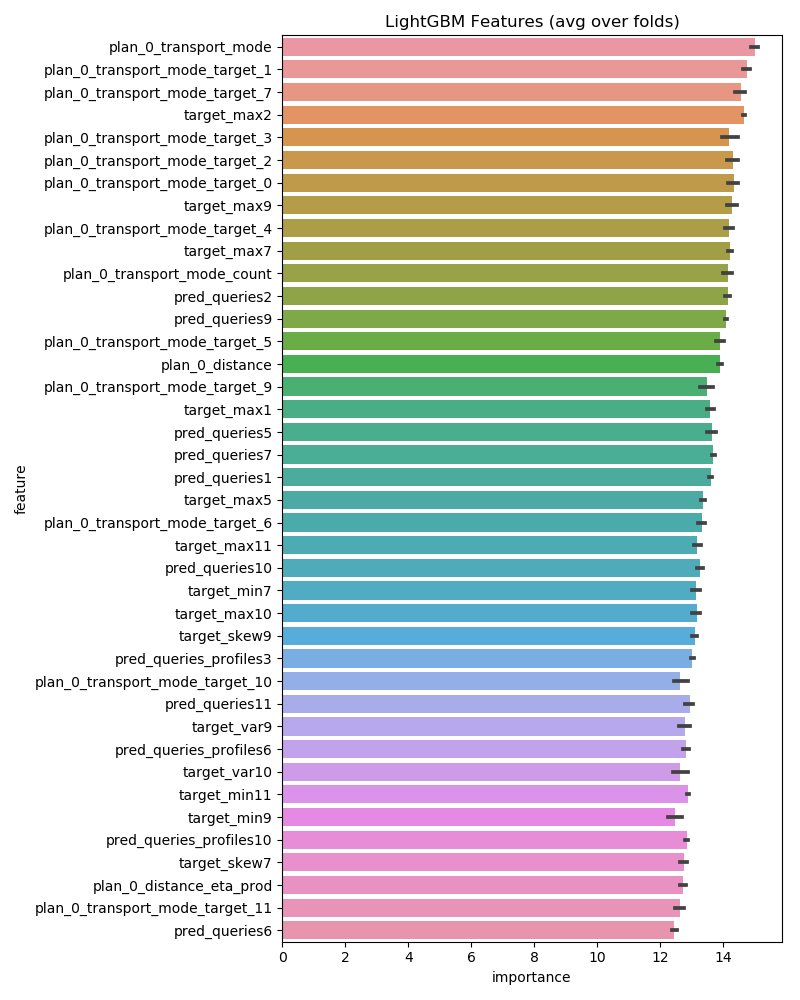 LightGBM Features (avg over folds)
plan_0_transport_mode
plan_0_transport_mode_target_1
plan_0_transport_mode_target_7
target_max2
plan_0_transport_mode_target_3
plan_0_transport_mode_target_2
plan_0_transport_mode_target_0
target_max9
plan_0_transport_mode_target_4
target_max7
plan_0_transport_mode_count
pred_queries2
pred_queries9
plan_0_transport_mode_target_5
plan_0_distance
plan_0_transport_mode_target_9
target_max1
pred_queries5
pred_queries7
pred_queries1
target_max5
plan_0_transport_mode_target_6
target_max11
pred_queries10
target_min7
target_max10
target_skew9
pred_queries_profiles3
plan_0_transport_mode_target_10
pred_queries11
target_var9
pred_queries_profiles6
target_var10
target_min11
target_min9
pred_queries_profiles10
target_skew7
plan_0_distance_eta_prod
plan_0_transport_mode_target_11
pred_queries6
feature
0 2 4 6 8 10 12 14
importance